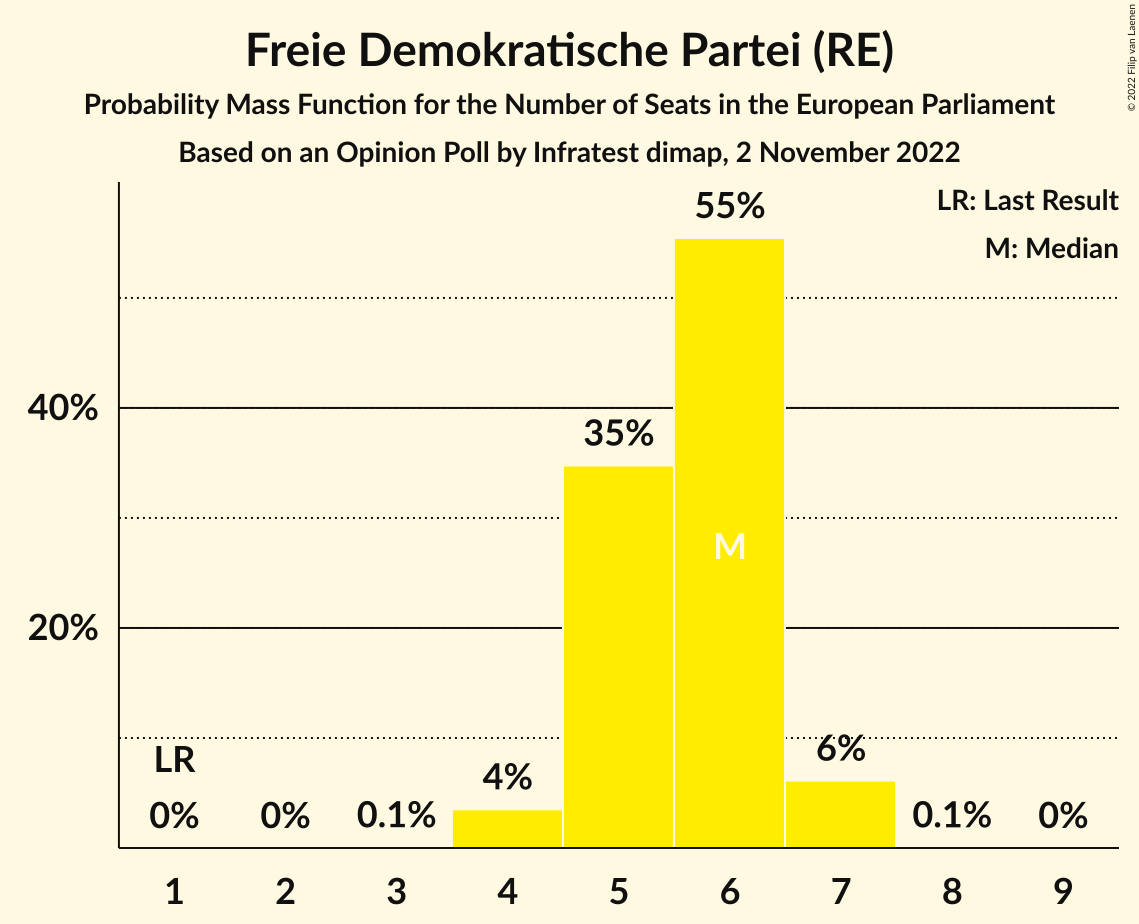 Freie Demokratische Partei (RE)
Probability Mass Function for the Number of Seats in the European Parliament
Based on an Opinion Poll by Infratest dimap, 2 November 2022
© 2022 Filip van Laenen
LR: Last Result
M: Median
55%
40%
35%
M
20%
LR
6%
4%
0%
0%
0.1%
0.1%
0%
1 2 3 4 5 6 7 8 9